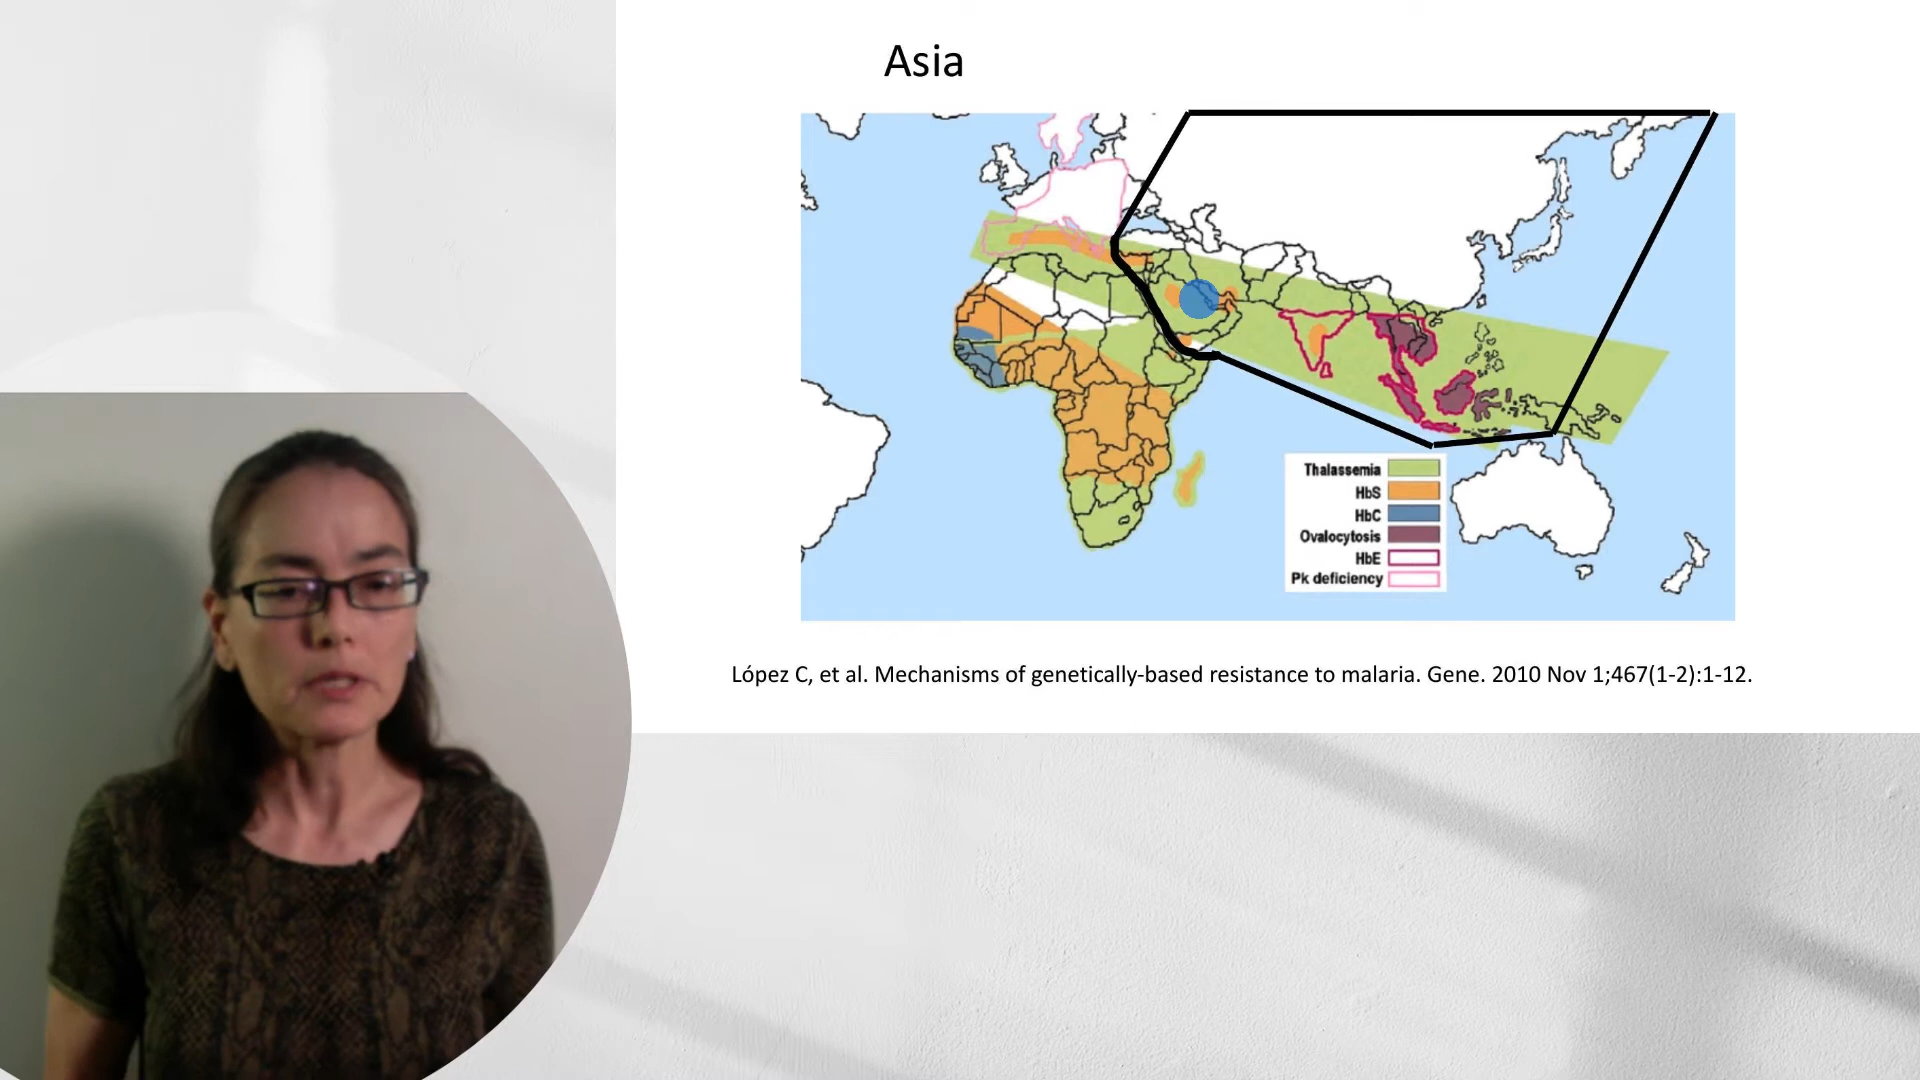 Asia
Thalassemia
HbS
HbC
Ovalocytosis
HbE
Pk deficiency
López C, et al. Mechanisms of genetically-based resistance to malaria. Gene. 2010 Nov 1;467(1-2):1-12.